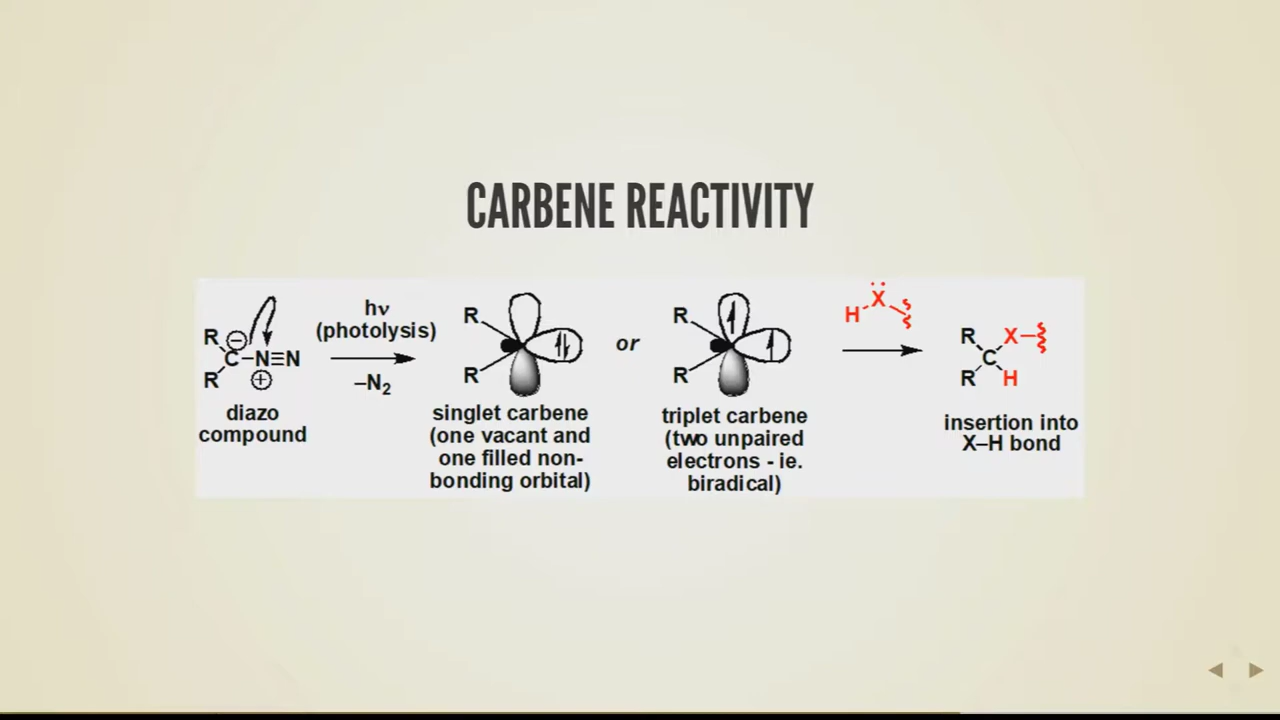 CARBENE REACTIVITY
R
⊖
C–N≡N
⊕
R
diazo
compound
hν
(photolysis)
–N2
R
R
singlet carbene
(one vacant and
one filled non-
bonding orbital)
or
R
R
triplet carbene
(two unpaired
electrons - ie.
biradical)
H
X
R
X
C
R
H
insertion into
X–H bond